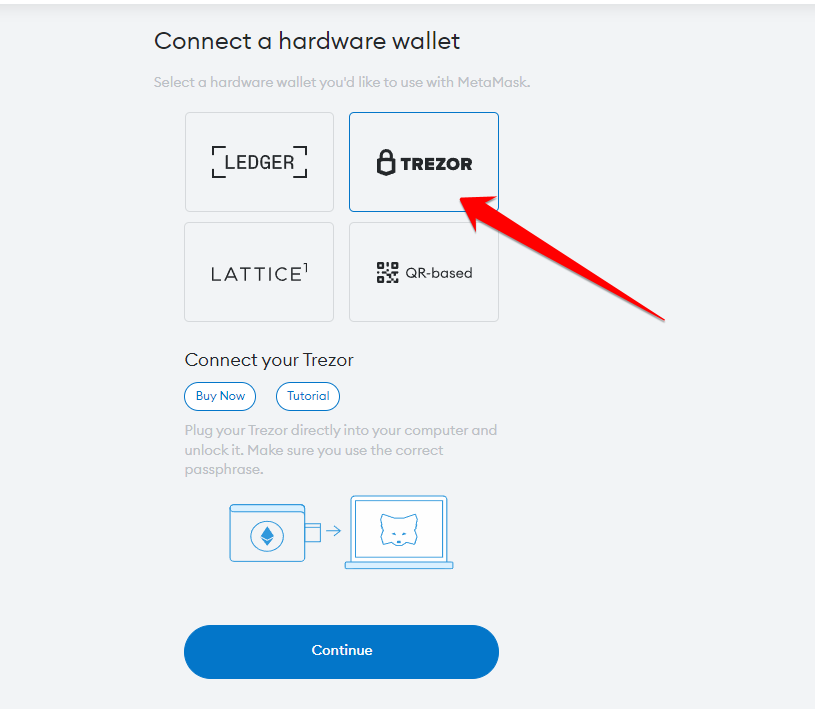 Connect a hardware wallet
Select a hardware wallet you'd like to use with MetaMask.
LEDGER
TREZOR
LATTICE1
QR-based
Connect your Trezor
Buy Now
Tutorial
Plug your Trezor directly into your computer and
unlock it. Make sure you use the correct
passphrase.
Continue